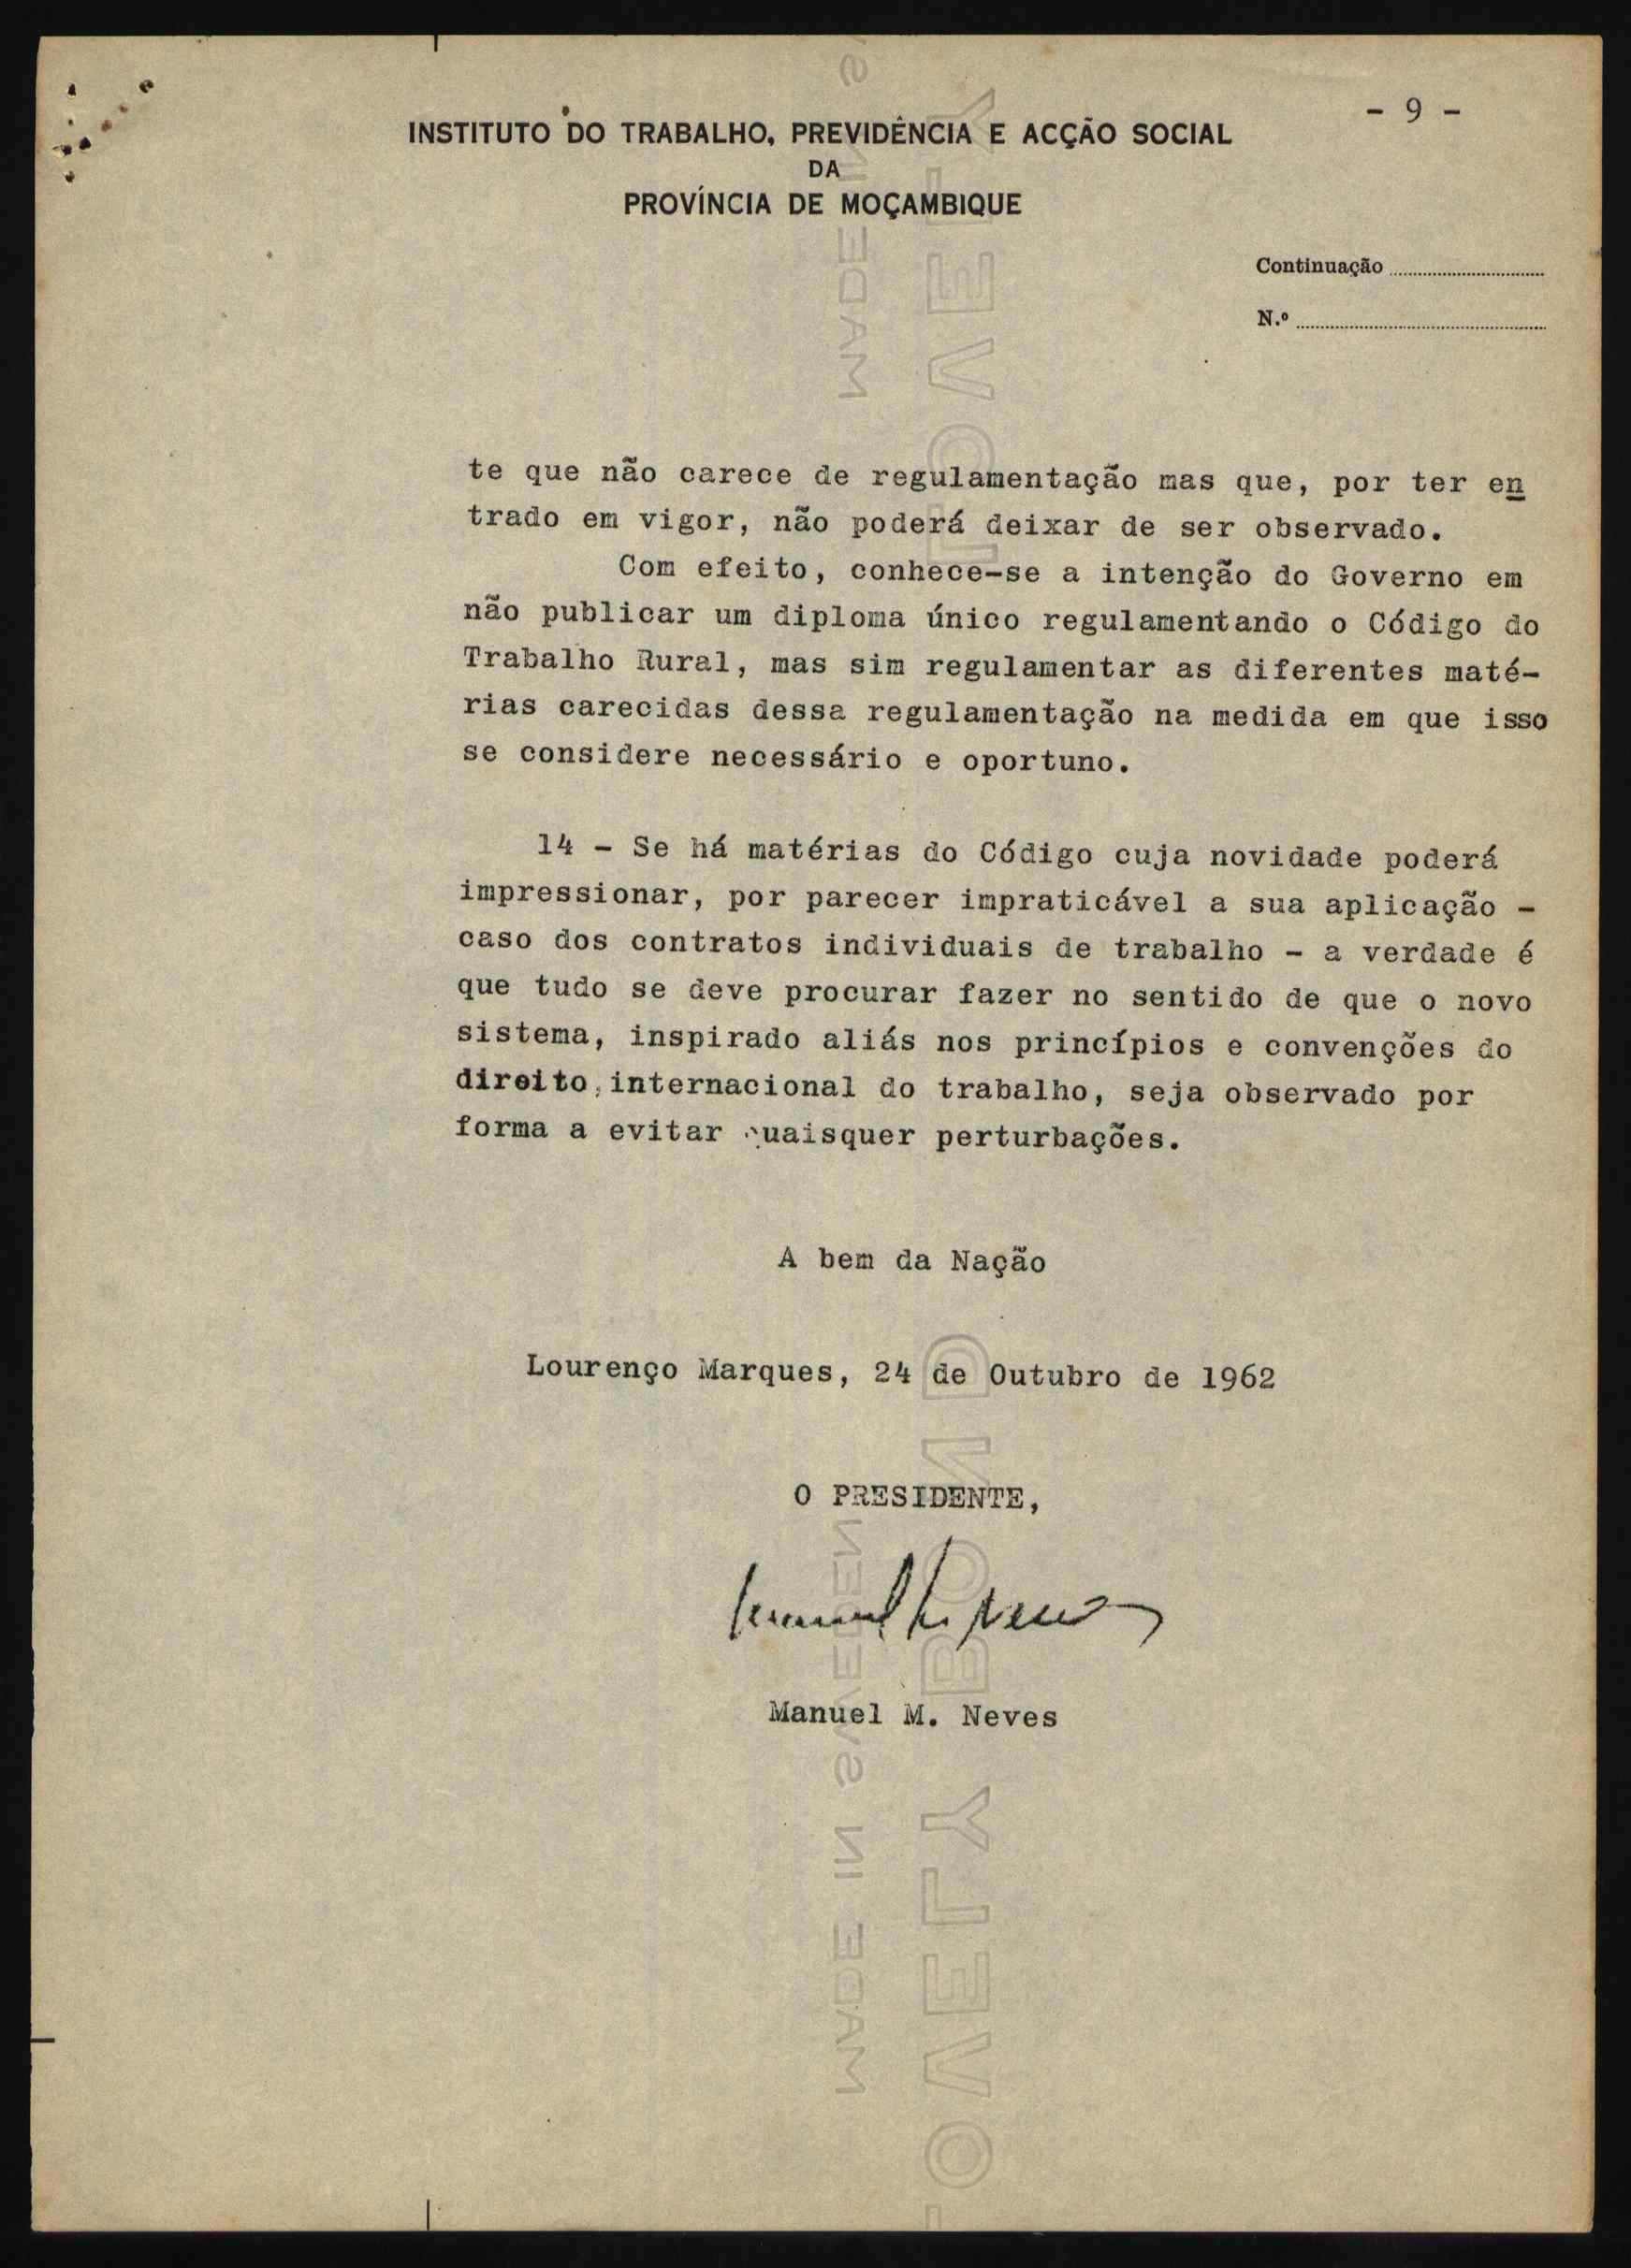 - 9 -
INSTITUTO DO TRABALHO, PREVIDÊNCIA E ACÇÃO SOCIAL
DA
PROVÍNCIA DE MOÇAMBIQUE
Continuação
N.º
te que não carece de regulamentação mas que, por ter en
trado em vigor, não poderá deixar de ser observado.
Com efeito, conhece-se a intenção do Governo em
não publicar um diploma único regulamentando o Código do
Trabalho Rural, mas sim regulamentar as diferentes maté-
rias carecidas dessa regulamentação na medida em que isso
se considere necessário e oportuno.
14 - Se há matérias do Código cuja novidade poderá
impressionar, por parecer impraticável a sua aplicação -
caso dos contratos individuais de trabalho - a verdade é
que tudo se deve procurar fazer no sentido de que o novo
sistema, inspirado aliás nos princípios e convenções do
direito internacional do trabalho, seja observado por
forma a evitar quaisquer perturbações.
A bem da Nação
Lourenço Marques, 24 de Outubro de 1962
O PRESIDENTE,
Manuel M. Neves
Manuel M. Neves